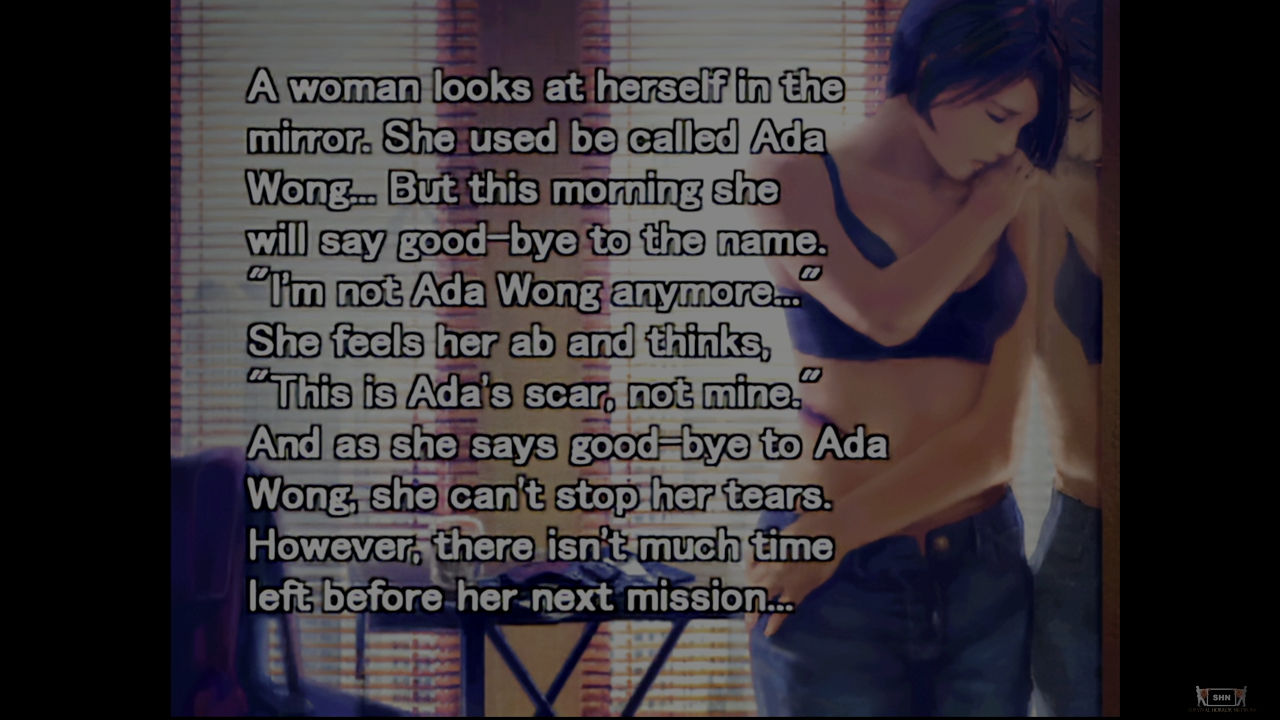 A woman looks at herself in the
mirror. She used be called Ada
Wong... But this morning she
will say good-bye to the name.
"I'm not Ada Wong anymore..."
She feels her ab and thinks,
"This is Ada's scar, not mine."
And as she says good-bye to Ada
Wong, she can't stop her tears.
However, there isn't much time
left before her next mission...
SHN
SURVIVAL HORROR NETWORK